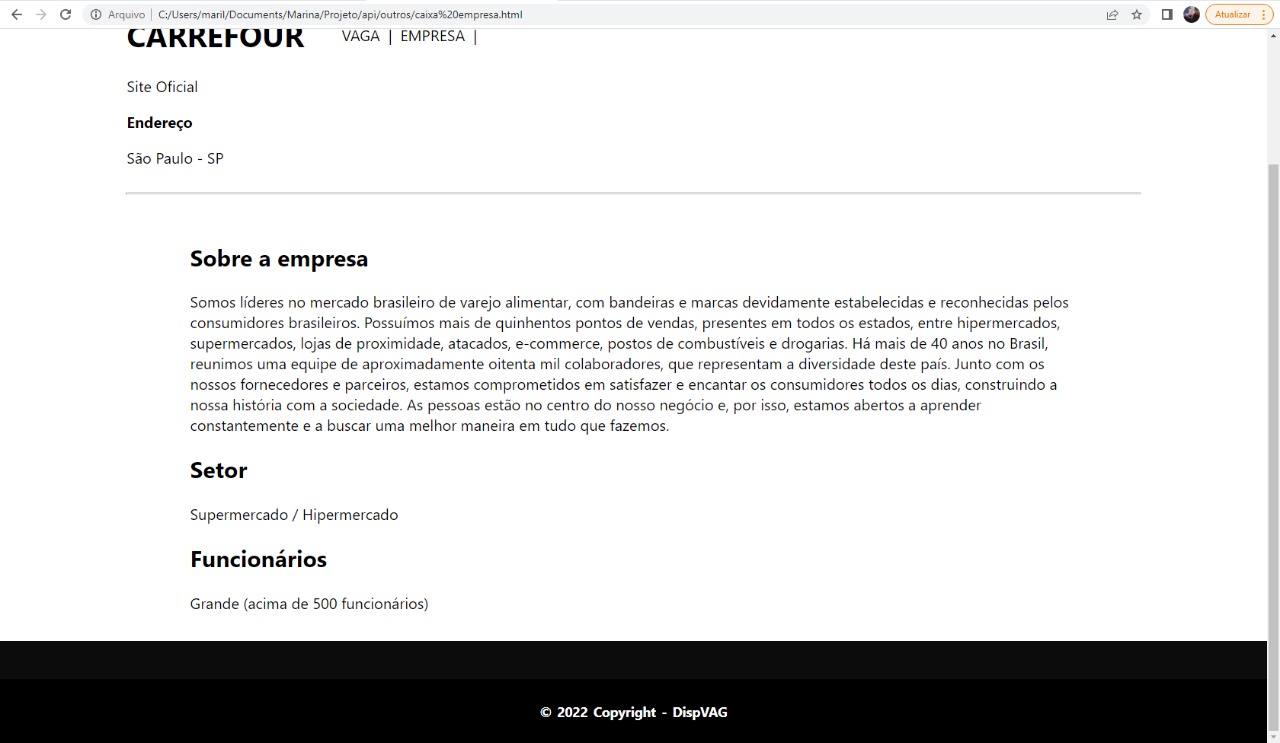 Arquivo | C:/Users/maril/Documents/Marina/Projeto/api/outros/caixa%20empresa.html
Atualizar
CARREFOUR VAGA | EMPRESA |
Site Oficial
Endereço
São Paulo - SP
Sobre a empresa
Somos líderes no mercado brasileiro de varejo alimentar, com bandeiras e marcas devidamente estabelecidas e reconhecidas pelos
consumidores brasileiros. Possuímos mais de quinhentos pontos de vendas, presentes em todos os estados, entre hipermercados,
supermercados, lojas de proximidade, atacados, e-commerce, postos de combustíveis e drogarias. Há mais de 40 anos no Brasil,
reunimos uma equipe de aproximadamente oitenta mil colaboradores, que representam a diversidade deste país. Junto com os
nossos fornecedores e parceiros, estamos comprometidos em satisfazer e encantar os consumidores todos os dias, construindo a
nossa história com a sociedade. As pessoas estão no centro do nosso negócio e, por isso, estamos abertos a aprender
constantemente e a buscar uma melhor maneira em tudo que fazemos.
Setor
Supermercado / Hipermercado
Funcionários
Grande (acima de 500 funcionários)
© 2022 Copyright - DispVAG